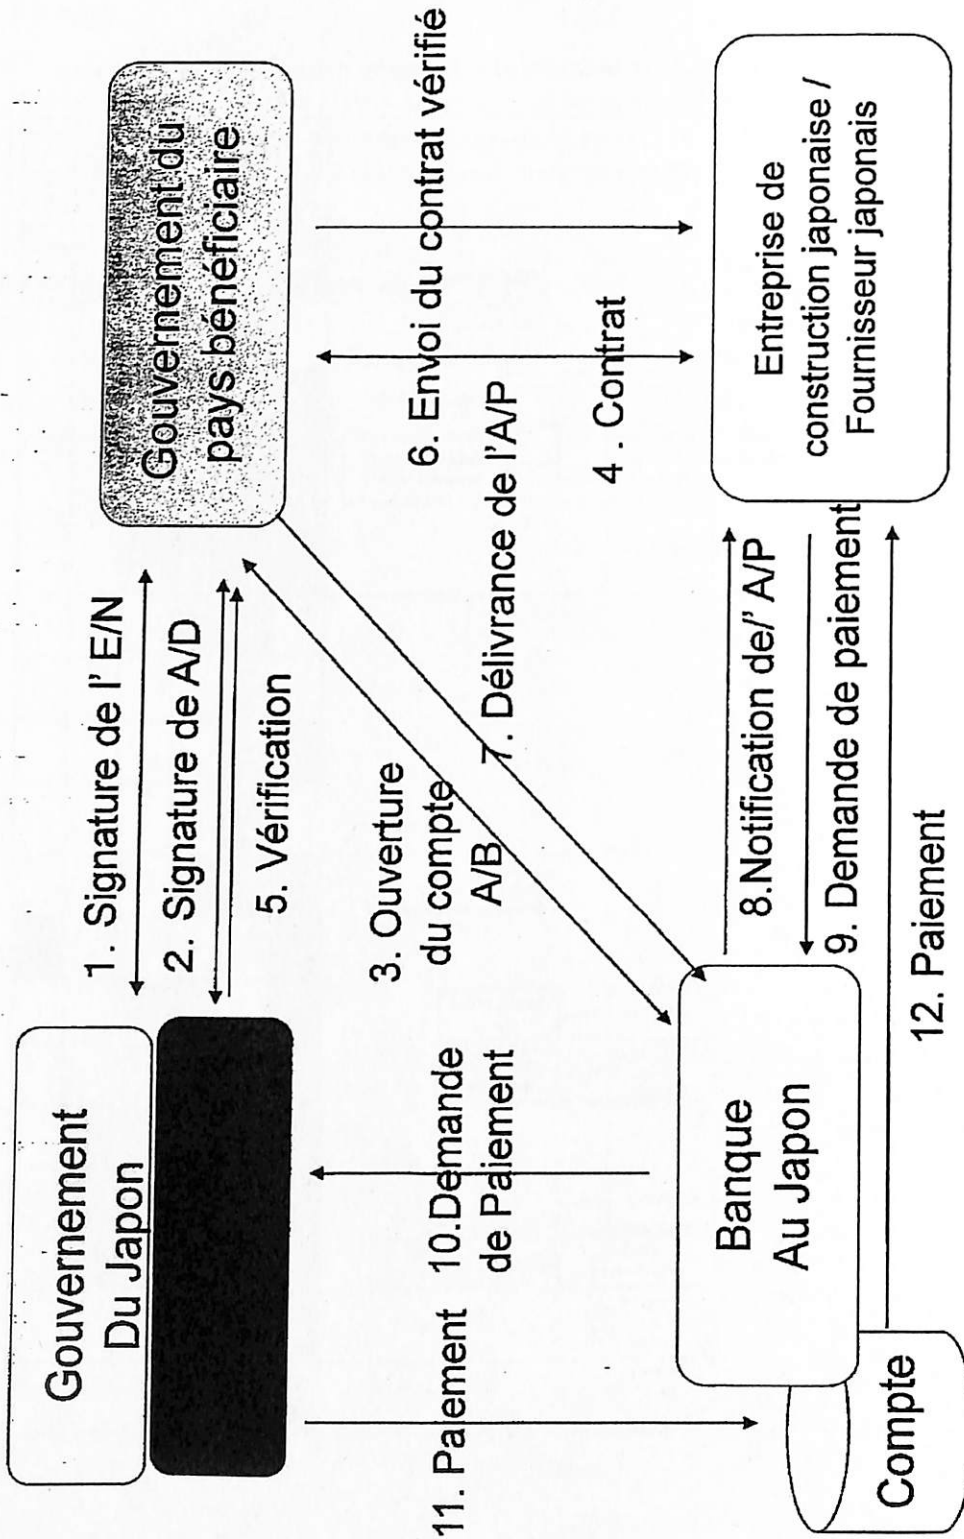 Gouvernement
Du Japon
Gouvernement du
pays bénéficiaire
1. Signature de l' E/N
2. Signature de A/D
5. Vérification
3. Ouverture
du compte
A/B
11. Paiement
10.Demande
de Paiement
7. Délivrance de l'A/P
6. Envoi du contrat vérifié
4 . Contrat
Banque
Au Japon
Compte
8.Notification de/' A/P
9. Demande de paiement
12. Paiement
Entreprise de
construction japonaise /
Fournisseur japonais